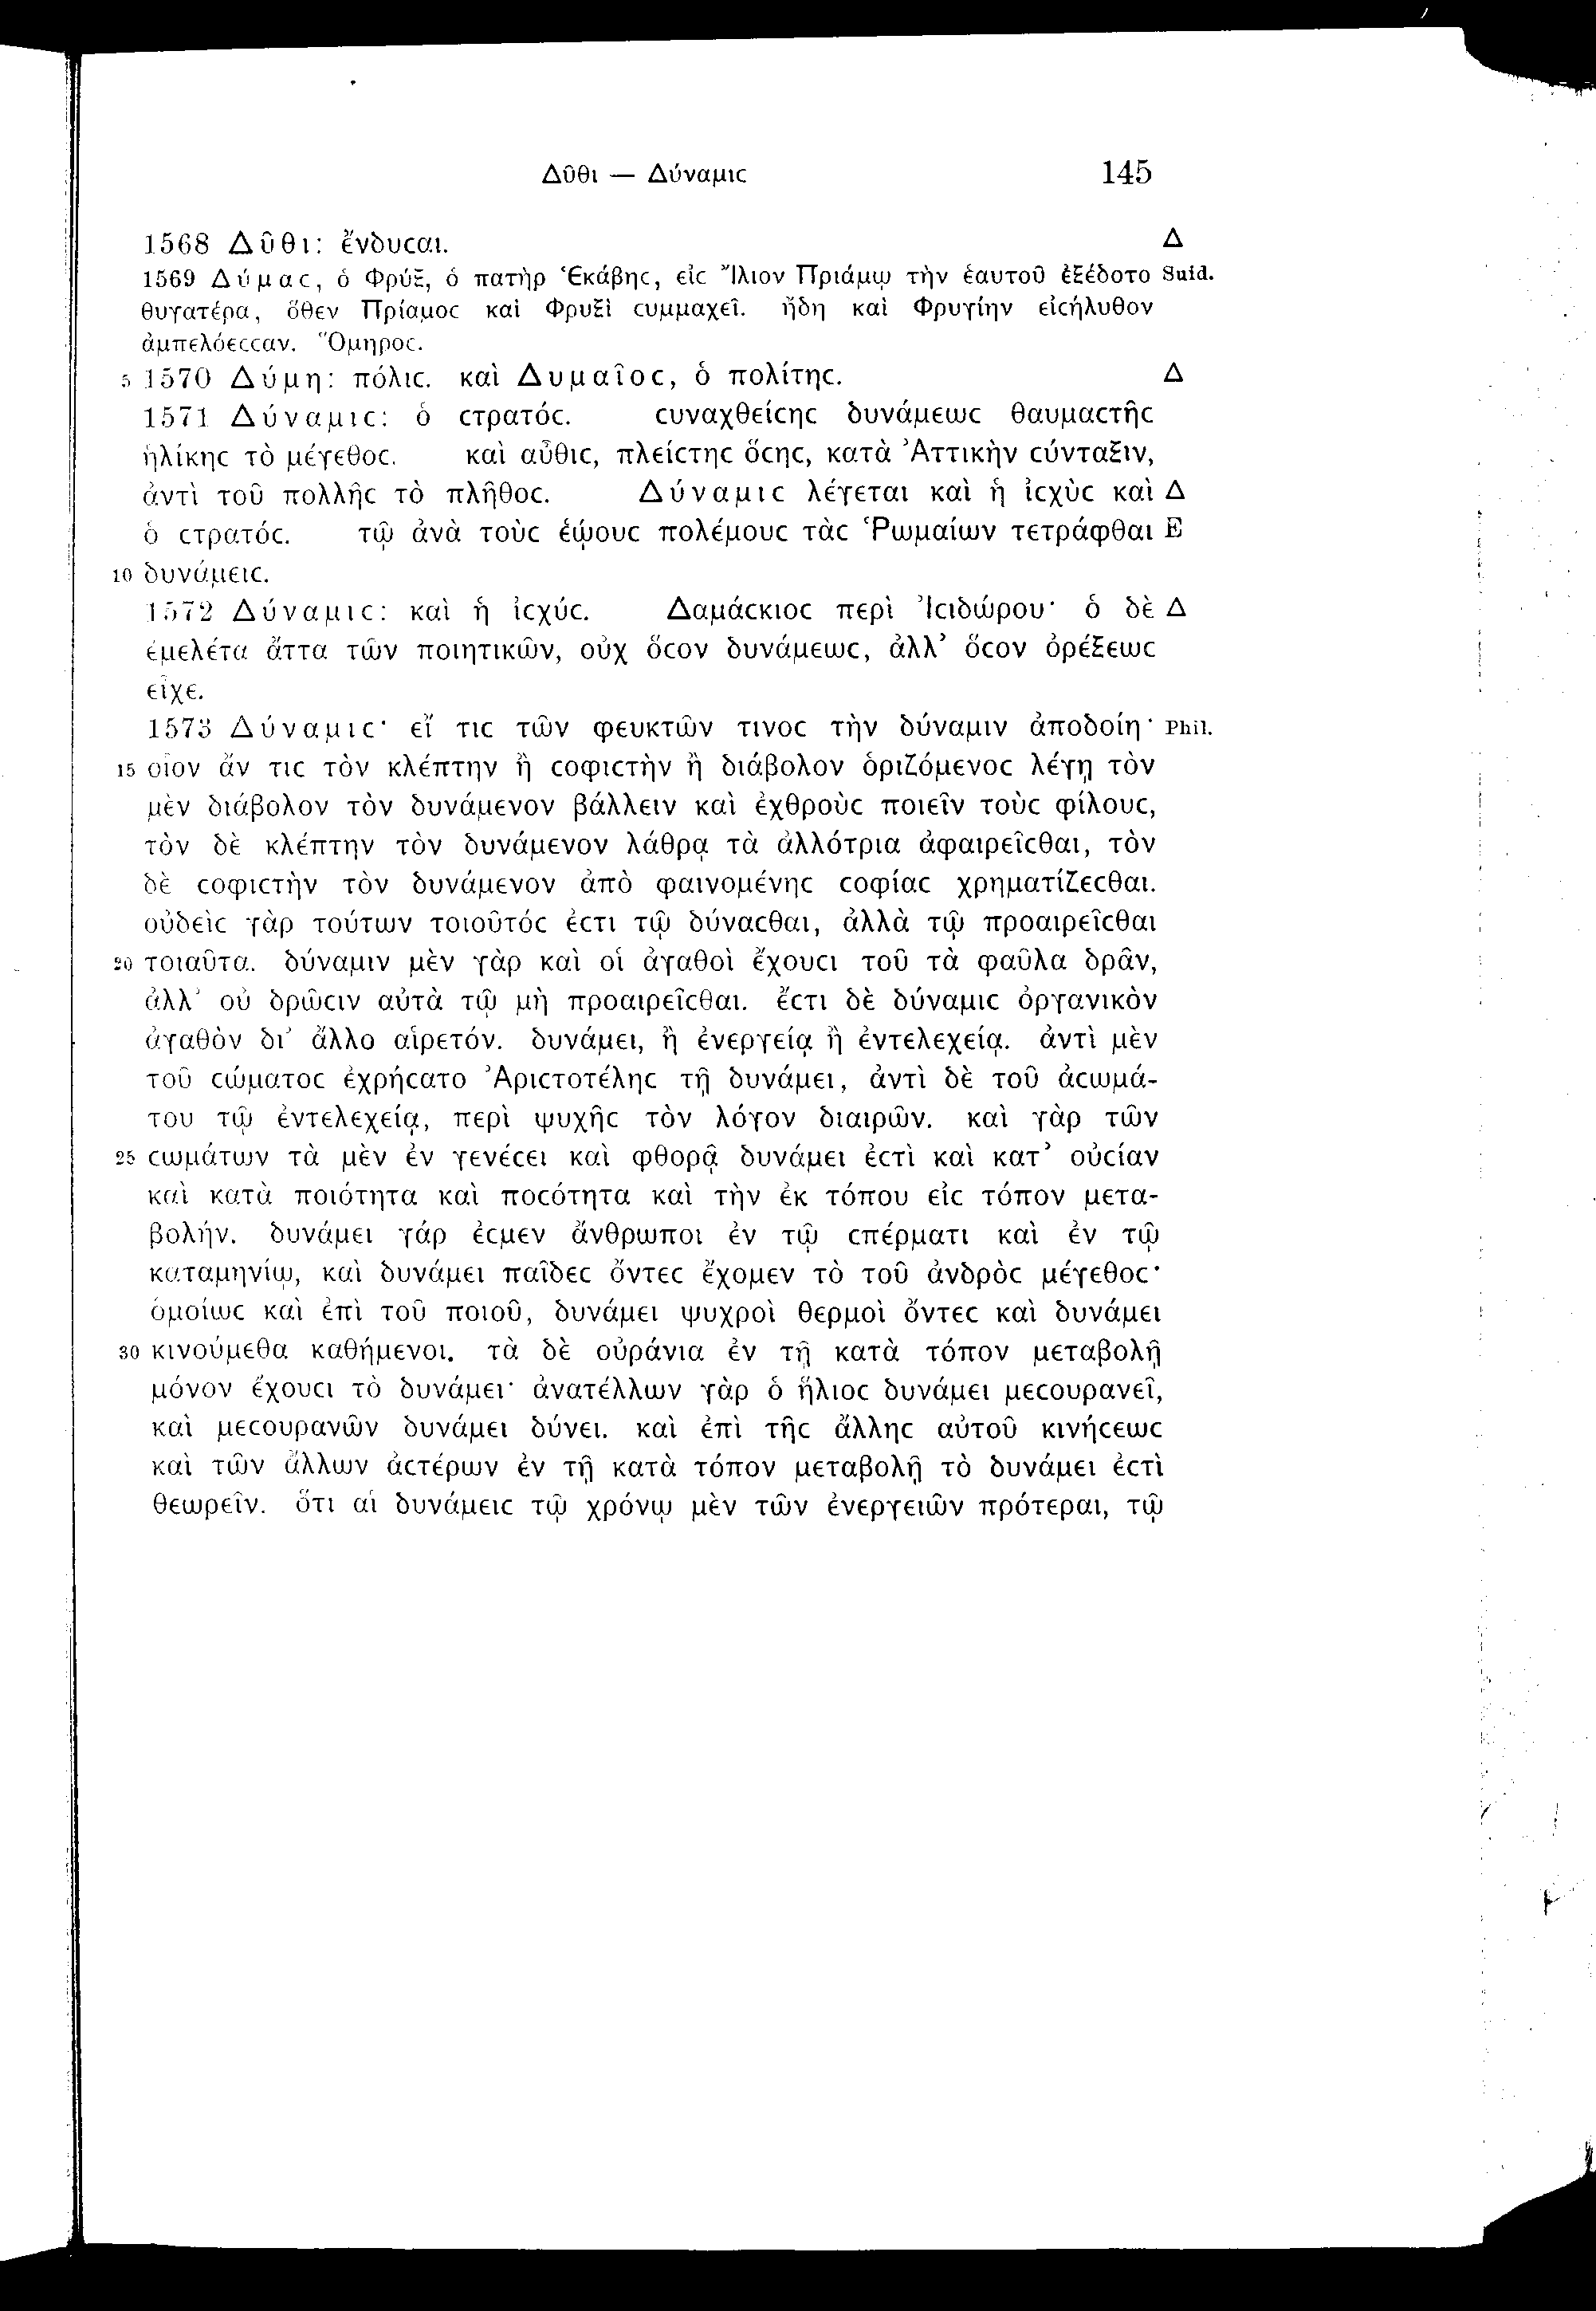 Δῦθι — Δύναμιϲ 145
1568 Δῦθι: ἔνδυϲαι. Δ
1569 Δύμαϲ, ὁ Φρύξ, ὁ πατὴρ Ἑκάβηϲ, εἰϲ Ἴλιον Πριάμῳ τὴν ἑαυτοῦ ἐξέδοτο Suid.
θυγατέρα, ὅθεν Πρίαμοϲ καὶ Φρυξὶ ϲυμμαχεῖ. ἤδη καὶ Φρυγίην εἰϲήλυθον
ἀμπελόεϲϲαν. Ὅμηροϲ.
5 1570 Δύμη: πόλιϲ. καὶ Δυμαῖοϲ, ὁ πολίτηϲ. Δ
1571 Δύναμιϲ: ὁ ϲτρατόϲ. ϲυναχθείϲηϲ δυνάμεωϲ θαυμαϲτῆϲ
ἡλίκηϲ τὸ μέγεθοϲ. καὶ αὖθιϲ, πλείϲτηϲ ὅϲηϲ, κατὰ Ἀττικὴν ϲύνταξιν,
ἀντὶ τοῦ πολλῆϲ τὸ πλῆθοϲ. Δύναμιϲ λέγεται καὶ ἡ ἰϲχὺϲ καὶ Δ
ὁ ϲτρατόϲ. τῷ ἀνὰ τοὺϲ ἑῴουϲ πολέμουϲ τὰϲ Ῥωμαίων τετράφθαι E
10 δυνάμειϲ.
1572 Δύναμιϲ: καὶ ἡ ἰϲχύϲ. Δαμάϲκιοϲ περὶ Ἰϲιδώρου· ὁ δὲ Δ
ἐμελέτα ἄττα τῶν ποιητικῶν, οὐχ ὅϲον δυνάμεωϲ, ἀλλ’ ὅϲον ὀρέξεωϲ
εἶχε.
1573 Δύναμιϲ· εἴ τιϲ τῶν φευκτῶν τινοϲ τὴν δύναμιν ἀποδοίη· Phil.
15 οἷον ἄν τιϲ τὸν κλέπτην ἢ ϲοφιϲτὴν ἢ διάβολον ὁριζόμενοϲ λέγῃ τὸν
μὲν διάβολον τὸν δυνάμενον βάλλειν καὶ ἐχθροὺϲ ποιεῖν τοὺϲ φίλουϲ,
τὸν δὲ κλέπτην τὸν δυνάμενον λάθρᾳ τὰ ἀλλότρια ἀφαιρεῖϲθαι, τὸν
δὲ ϲοφιϲτὴν τὸν δυνάμενον ἀπὸ φαινομένηϲ ϲοφίαϲ χρηματίζεϲθαι.
οὐδεὶϲ γὰρ τούτων τοιοῦτόϲ ἐϲτι τῷ δύναϲθαι, ἀλλὰ τῷ προαιρεῖϲθαι
20 τοιαῦτα. δύναμιν μὲν γὰρ καὶ οἱ ἀγαθοὶ ἔχουϲι τοῦ τὰ φαῦλα δρᾶν,
ἀλλ’ οὐ δρῶϲιν αὐτὰ τῷ μὴ προαιρεῖϲθαι. ἔϲτι δὲ δύναμιϲ ὀργανικὸν
ἀγαθὸν δι’ ἄλλο αἱρετόν. δυνάμει, ἢ ἐνεργείᾳ ἢ ἐντελεχείᾳ. ἀντὶ μὲν
τοῦ ϲώματοϲ ἐχρήϲατο Ἀριϲτοτέληϲ τῇ δυνάμει, ἀντὶ δὲ τοῦ ἀϲωμά-
του τῷ ἐντελεχείᾳ, περὶ ψυχῆϲ τὸν λόγον διαιρῶν. καὶ γὰρ τῶν
25 ϲωμάτων τὰ μὲν ἐν γενέϲει καὶ φθορᾷ δυνάμει ἐϲτὶ καὶ κατ’ οὐϲίαν
καὶ κατὰ ποιότητα καὶ ποϲότητα καὶ τὴν ἐκ τόπου εἰϲ τόπον μετα-
βολήν. δυνάμει γάρ ἐϲμεν ἄνθρωποι ἐν τῷ ϲπέρματι καὶ ἐν τῷ
καταμηνίῳ, καὶ δυνάμει παῖδεϲ ὄντεϲ ἔχομεν τὸ τοῦ ἀνδρὸϲ μέγεθοϲ·
ὁμοίωϲ καὶ ἐπὶ τοῦ ποιοῦ, δυνάμει ψυχροὶ θερμοὶ ὄντεϲ καὶ δυνάμει
30 κινούμεθα καθήμενοι. τὰ δὲ οὐράνια ἐν τῇ κατὰ τόπον μεταβολῇ
μόνον ἔχουϲι τὸ δυνάμει· ἀνατέλλων γὰρ ὁ ἥλιοϲ δυνάμει μεϲουρανεῖ,
καὶ μεϲουρανῶν δυνάμει δύνει. καὶ ἐπὶ τῆϲ ἄλληϲ αὐτοῦ κινήϲεωϲ
καὶ τῶν ἄλλων ἀϲτέρων ἐν τῇ κατὰ τόπον μεταβολῇ τὸ δυνάμει ἐϲτὶ
θεωρεῖν. ὅτι αἱ δυνάμειϲ τῷ χρόνῳ μὲν τῶν ἐνεργειῶν πρότεραι, τῷ